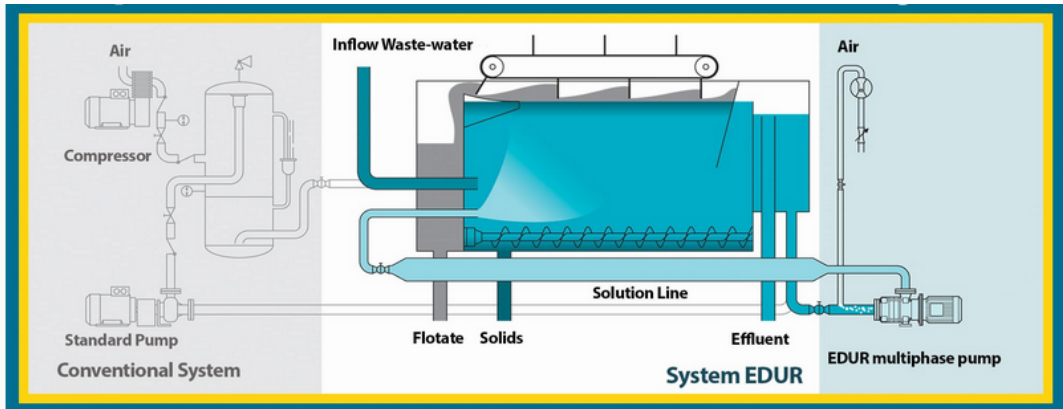 Air
Compressor
Standard Pump
Conventional System
Inflow Waste-water
Solution Line
Flotate
Solids
Effluent
System EDUR
Air
EDUR multiphase pump